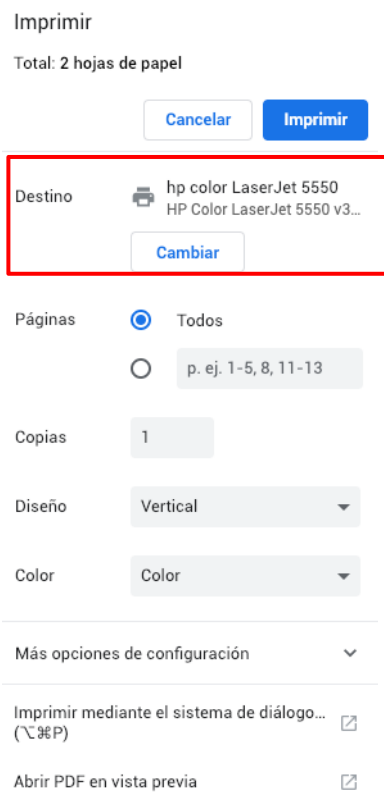 Imprimir
Total: 2 hojas de papel
Cancelar Imprimir
Destino hp color LaserJet 5550
HP Color LaserJet 5550 v3...
Cambiar
Páginas Todos
p. ej. 1-5, 8, 11-13
Copias 1
Diseño Vertical
Color Color
Más opciones de configuración
Imprimir mediante el sistema de diálogo...
(⌥⌘P)
Abrir PDF en vista previa